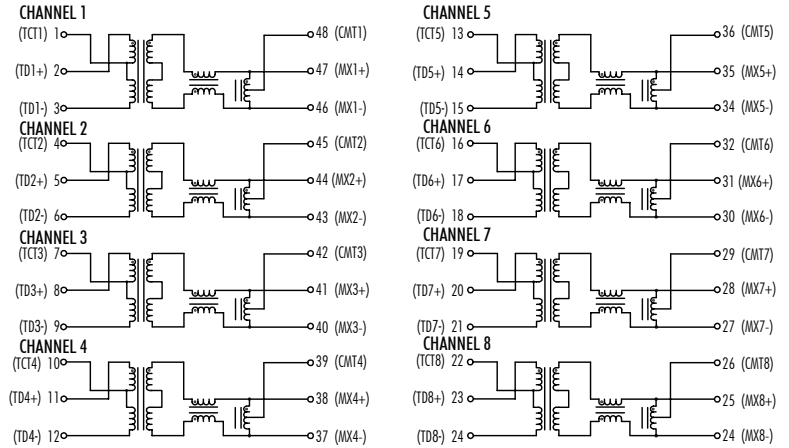 CHANNEL 1
(TCT1) 1
48 (CMT1)
(TD1+) 2
47 (MX1+)
(TD1-) 3
46 (MX1-)
CHANNEL 2
(TCT2) 4
45 (CMT2)
(TD2+) 5
44 (MX2+)
(TD2-) 6
43 (MX2-)
CHANNEL 3
(TCT3) 7
42 (CMT3)
(TD3+) 8
41 (MX3+)
(TD3-) 9
40 (MX3-)
CHANNEL 4
(TCT4) 10
39 (CMT4)
(TD4+) 11
38 (MX4+)
(TD4-) 12
37 (MX4-)
CHANNEL 5
(TCT5) 13
36 (CMT5)
(TD5+) 14
35 (MX5+)
(TD5-) 15
34 (MX5-)
CHANNEL 6
(TCT6) 16
32 (CMT6)
(TD6+) 17
31 (MX6+)
(TD6-) 18
30 (MX6-)
CHANNEL 7
(TCT7) 19
29 (CMT7)
(TD7+) 20
28 (MX7+)
(TD7-) 21
27 (MX7-)
CHANNEL 8
(TCT8) 22
26 (CMT8)
(TD8+) 23
25 (MX8+)
(TD8-) 24
24 (MX8-)